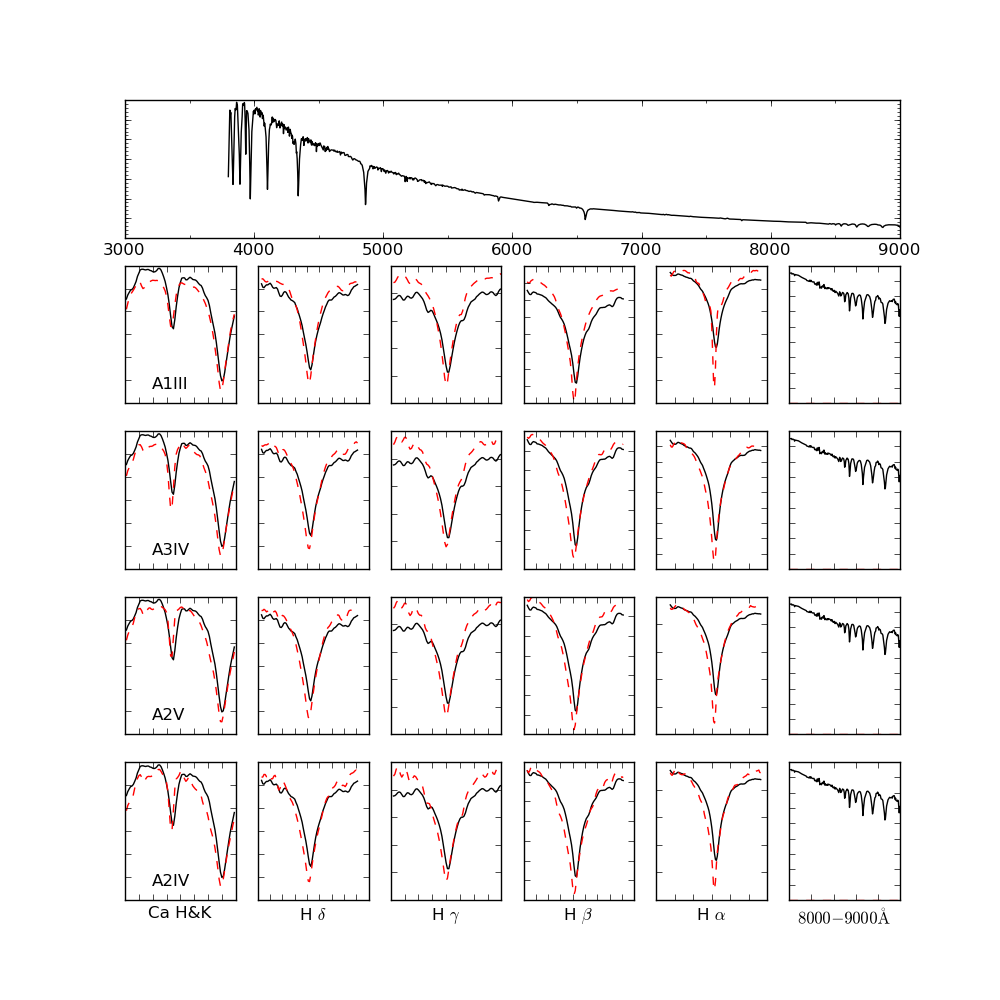 3000 4000 5000 6000 7000 8000 9000
A1III
A3IV
A2V
A2IV
Ca H&K H δ H γ H β H α 8000−9000Å